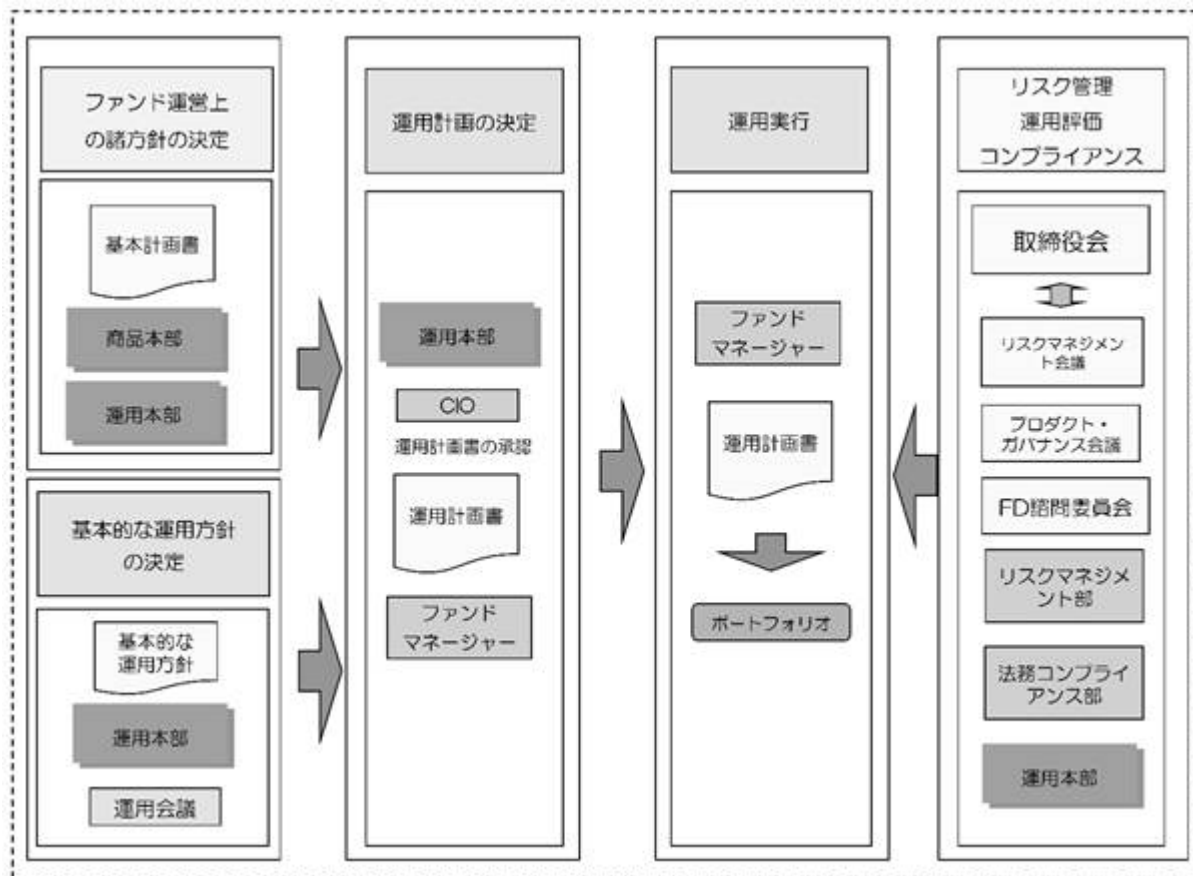 ファンド運営上
の諸方針の決定
基本計画書
商品本部
運用本部
基本的な運用方針
の決定
基本的な
運用方針
運用本部
運用会議
運用計画の決定
運用本部
CIO
運用計画書の承認
運用計画書
ファンド
マネージャー
運用実行
ファンド
マネージャー
運用計画書
ポートフォリオ
リスク管理
運用評価
コンプライアンス
取締役会
リスクマネジメン
ト会議
プロダクト・
ガバナンス会議
FD諮問委員会
リスクマネジメ
ント部
法務コンプライ
アンス部
運用本部